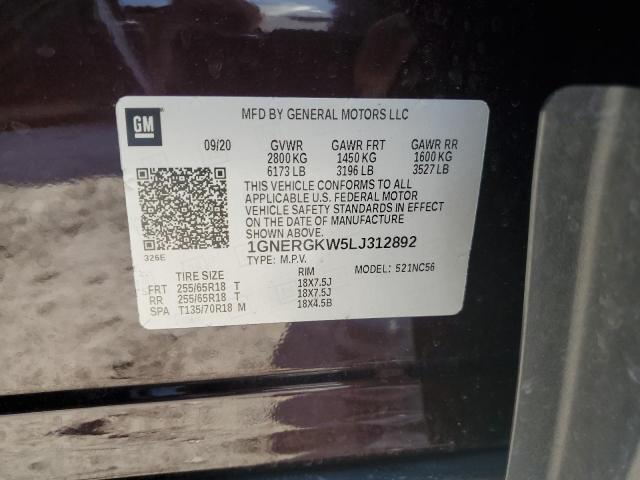 GM
MFD BY GENERAL MOTORS LLC
09/20 GVWR GAWR FRT GAWR RR
2800 KG 1450 KG 1600 KG
6173 LB 3196 LB 3527 LB
THIS VEHICLE CONFORMS TO ALL
APPLICABLE U.S. FEDERAL MOTOR
VEHICLE SAFETY STANDARDS IN EFFECT
ON THE DATE OF MANUFACTURE
SHOWN ABOVE.
1GNERGKW5LJ312892
326E TYPE: M.P.V.
TIRE SIZE RIM MODEL: 521NC56
FRT 255/65R18 T 18X7.5J
RR 255/65R18 T 18X7.5J
SPA T135/70R18 M 18X4.5B